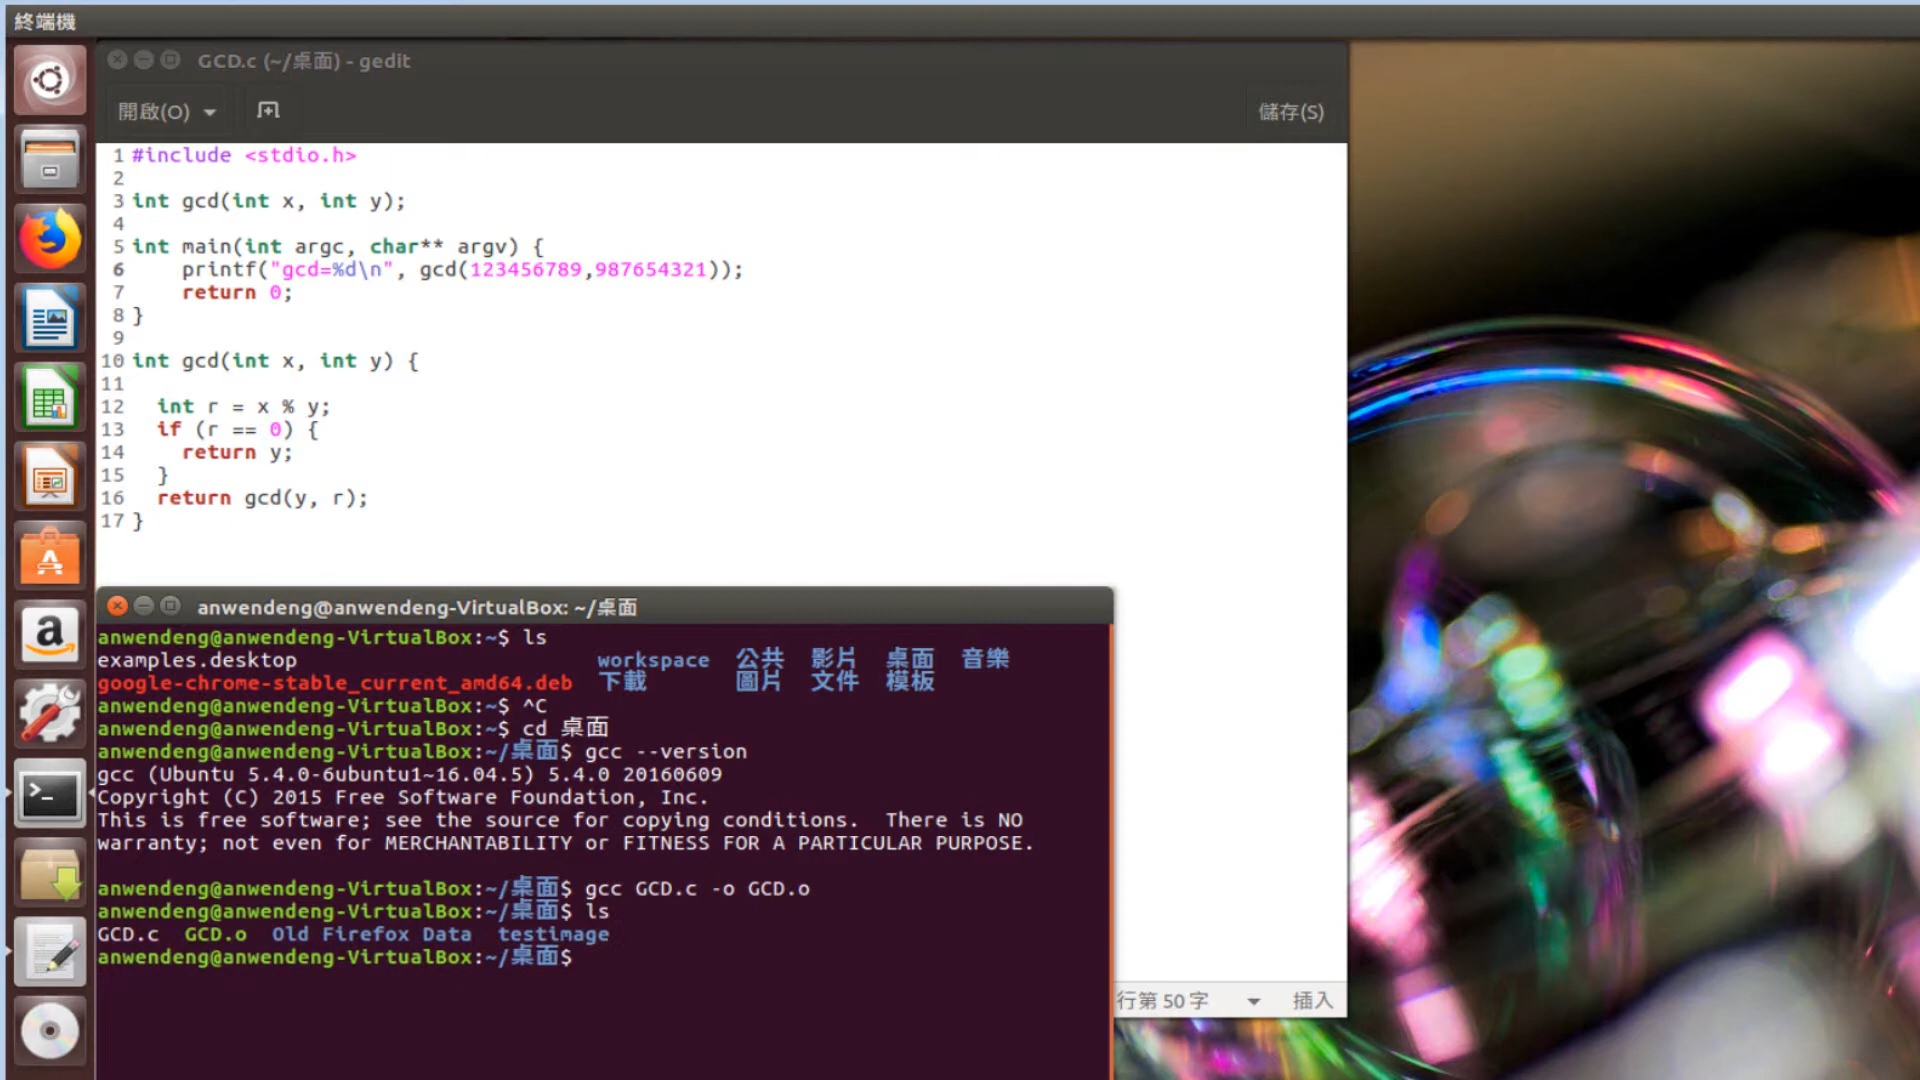 終端機
GCD.c (~/桌面) - gedit
開啟(O)
儲存(S)
1 #include <stdio.h>
2
3 int gcd(int x, int y);
4
5 int main(int argc, char** argv) {
6     printf("gcd=%d\n", gcd(123456789,987654321));
7     return 0;
8 }
9
10 int gcd(int x, int y) {
11
12   int r = x % y;
13   if (r == 0) {
14     return y;
15   }
16   return gcd(y, r);
17 }
anwendeng@anwendeng-VirtualBox: ~/桌面
anwendeng@anwendeng-VirtualBox:~$ ls
examples.desktop workspace 公共 影片 桌面 音樂
google-chrome-stable_current_amd64.deb 下載 圖片 文件 模板
anwendeng@anwendeng-VirtualBox:~$ ^C
anwendeng@anwendeng-VirtualBox:~$ cd 桌面
anwendeng@anwendeng-VirtualBox:~/桌面$ gcc --version
gcc (Ubuntu 5.4.0-6ubuntu1~16.04.5) 5.4.0 20160609
Copyright (C) 2015 Free Software Foundation, Inc.
This is free software; see the source for copying conditions.  There is NO
warranty; not even for MERCHANTABILITY or FITNESS FOR A PARTICULAR PURPOSE.
anwendeng@anwendeng-VirtualBox:~/桌面$ gcc GCD.c -o GCD.o
anwendeng@anwendeng-VirtualBox:~/桌面$ ls
GCD.c  GCD.o  Old Firefox Data  testimage
anwendeng@anwendeng-VirtualBox:~/桌面$
行第 50 字 插入